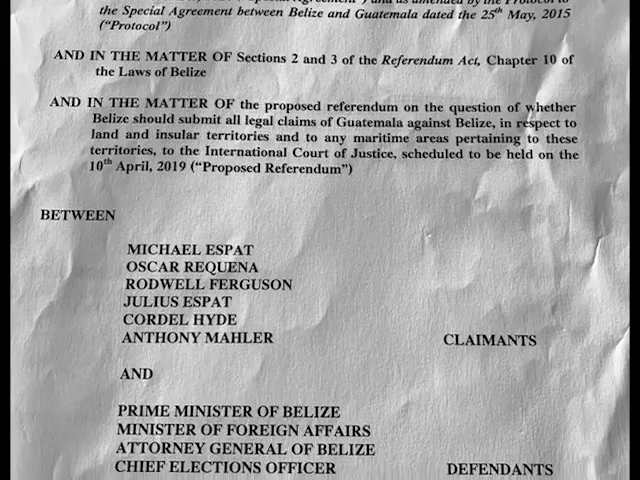 the Special Agreement between Belize and Guatemala dated the 25th May, 2015
("Protocol")
AND IN THE MATTER OF Sections 2 and 3 of the Referendum Act, Chapter 10 of
the Laws of Belize
AND IN THE MATTER OF the proposed referendum on the question of whether
Belize should submit all legal claims of Guatemala against Belize, in respect to
land and insular territories and to any maritime areas pertaining to these
territories, to the International Court of Justice, scheduled to be held on the
10th April, 2019 ("Proposed Referendum")
BETWEEN
MICHAEL ESPAT
OSCAR REQUENA
RODWELL FERGUSON
JULIUS ESPAT
CORDEL HYDE
ANTHONY MAHLER CLAIMANTS
AND
PRIME MINISTER OF BELIZE
MINISTER OF FOREIGN AFFAIRS
ATTORNEY GENERAL OF BELIZE
CHIEF ELECTIONS OFFICER DEFENDANTS